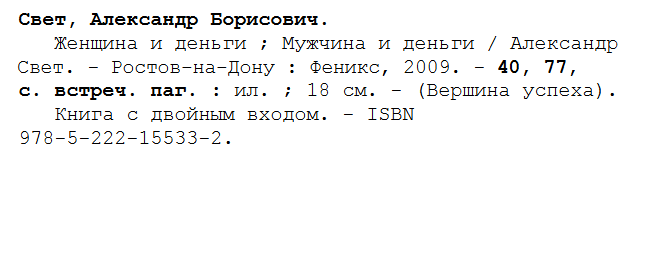 Свет, Александр Борисович.
Женщина и деньги ; Мужчина и деньги / Александр
Свет. – Ростов-на-Дону : Феникс, 2009. – 40, 77,
с. встреч. паг. : ил. ; 18 см. – (Вершина успеха).
Книга с двойным входом. – ISBN
978-5-222-15533-2.